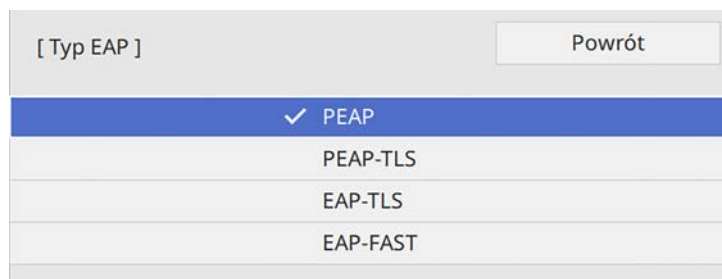 [ Typ EAP ]
Powrót
PEAP
PEAP-TLS
EAP-TLS
EAP-FAST